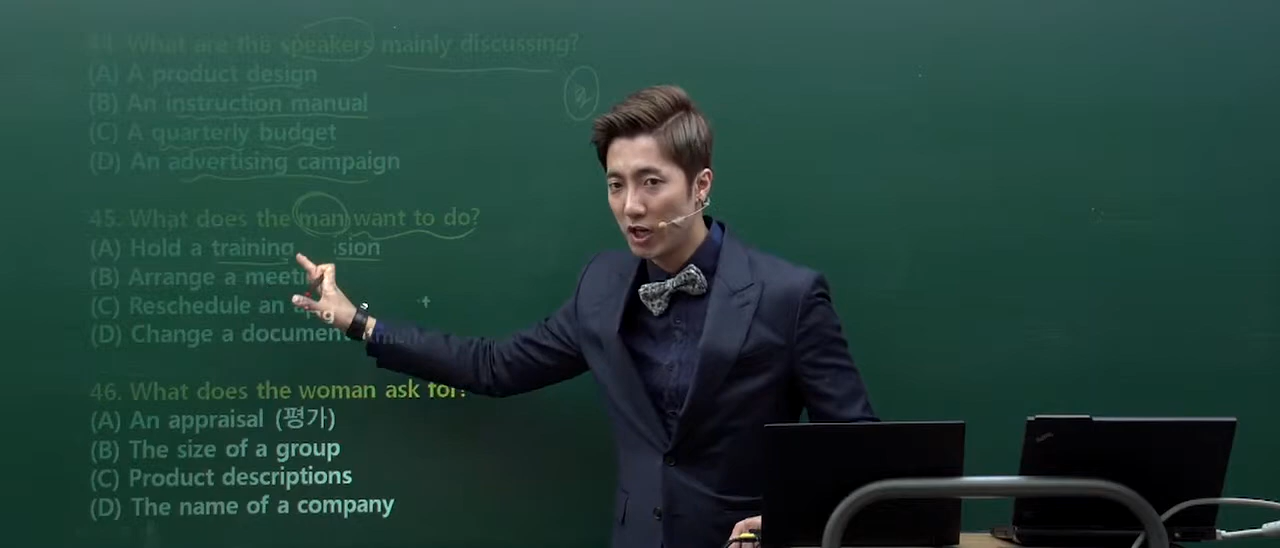 44. What are the speakers mainly discussing?
(A) A product design
(B) An instruction manual
(C) A quarterly budget
(D) An advertising campaign
45. What does the man want to do?
(A) Hold a training sion
(B) Arrange a meeti
(C) Reschedule an
(D) Change a document
46. What does the woman ask for?
(A) An appraisal (평가)
(B) The size of a group
(C) Product descriptions
(D) The name of a company